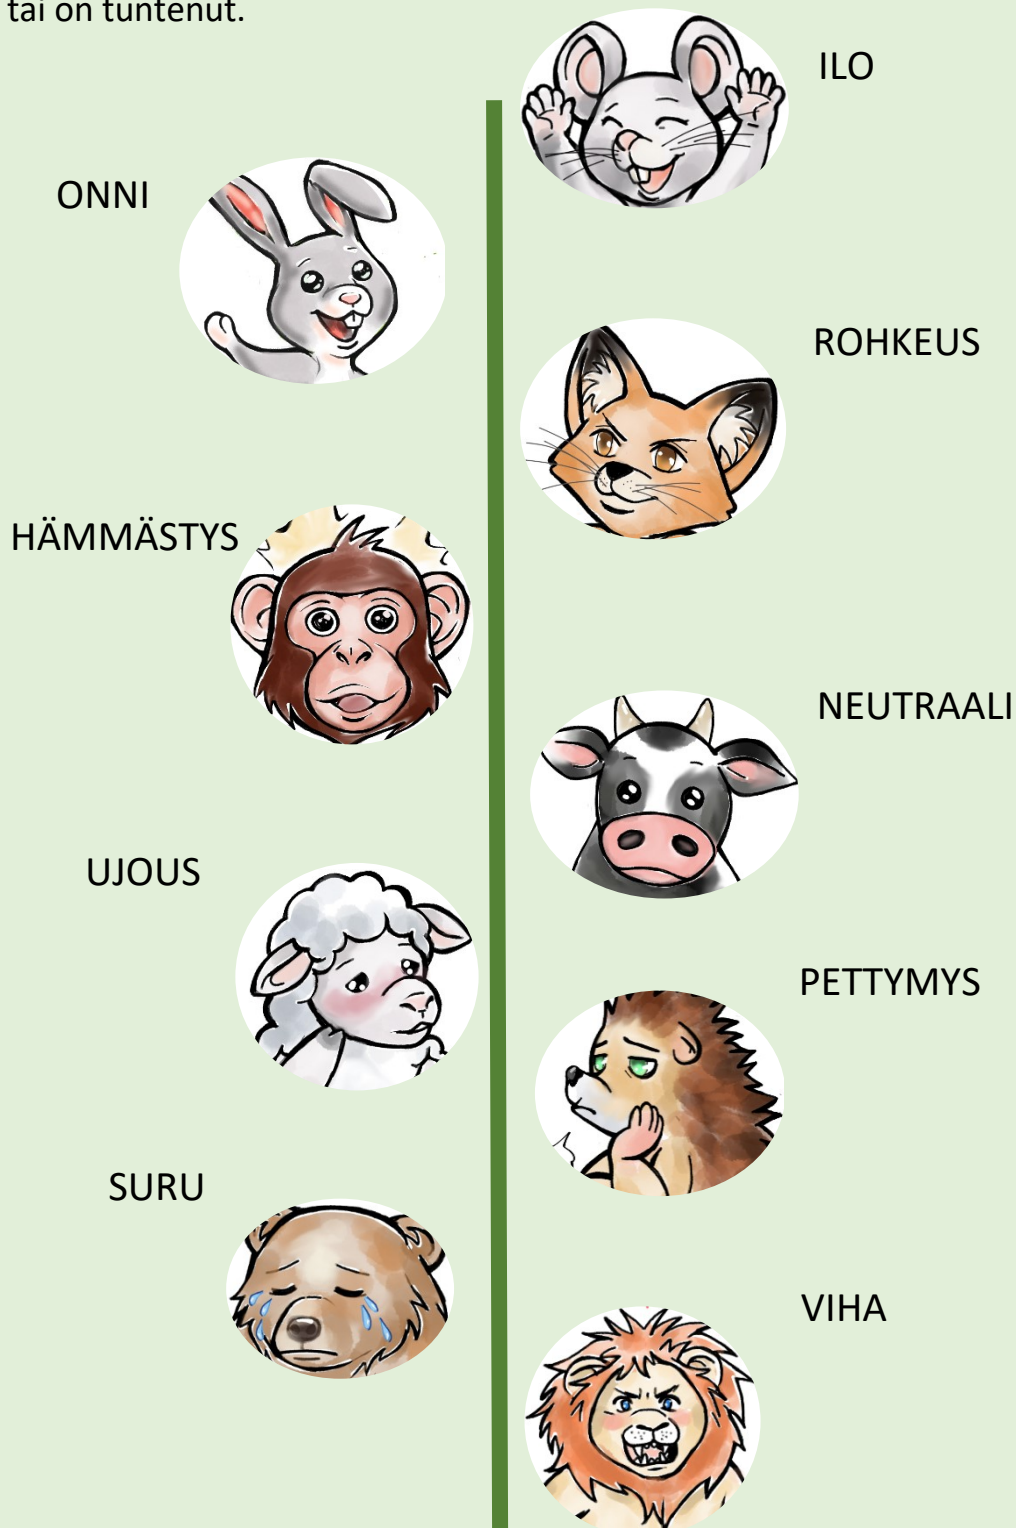 tai on tuntenut.
ILO
ONNI
ROHKEUS
HÄMMÄSTYS
NEUTRAALI
UJOUS
PETTYMYS
SURU
VIHA